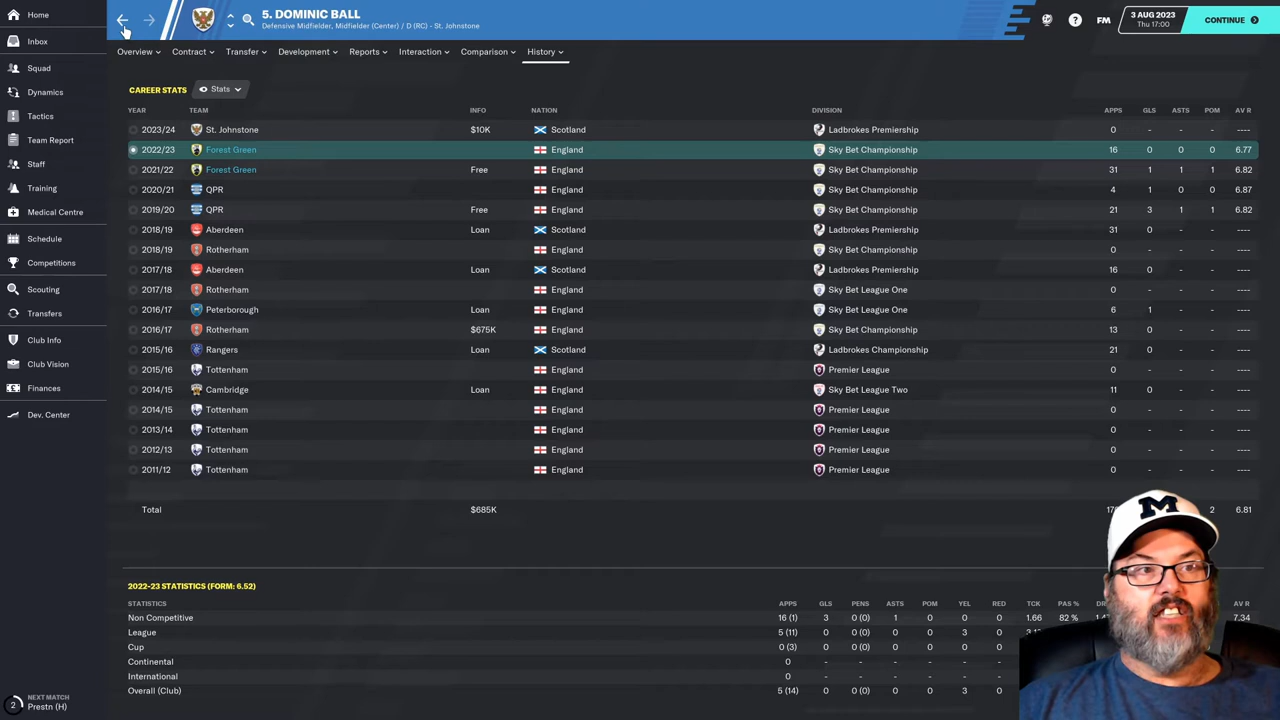 Home
Inbox
Squad
Dynamics
Tactics
Team Report
Staff
Training
Medical Centre
Schedule
Competitions
Scouting
Transfers
Club Info
Club Vision
Finances
Dev. Center
2 NEXT MATCH
Prestn (H)
5. DOMINIC BALL
Defensive Midfielder, Midfielder (Center) / D (RC) - St. Johnstone
? FM 3 AUG 2023
Thu 17:00
CONTINUE
Overview Contract Transfer Development Reports Interaction Comparison History
CAREER STATS Stats
YEAR TEAM INFO NATION DIVISION APPS GLS ASTS POM AV R
2023/24 St. Johnstone $10K Scotland Ladbrokes Premiership 0 - - - ----
2022/23 Forest Green England Sky Bet Championship 16 0 0 0 6.77
2021/22 Forest Green Free England Sky Bet Championship 31 1 1 1 6.82
2020/21 QPR England Sky Bet Championship 4 1 0 0 6.87
2019/20 QPR Free England Sky Bet Championship 21 3 1 1 6.82
2018/19 Aberdeen Loan Scotland Ladbrokes Premiership 31 0 - - ----
2018/19 Rotherham England Sky Bet Championship 0 - - - ----
2017/18 Aberdeen Loan Scotland Ladbrokes Premiership 16 0 - - ----
2017/18 Rotherham England Sky Bet League One 0 - - - ----
2016/17 Peterborough Loan England Sky Bet League One 6 1 - - ----
2016/17 Rotherham $675K England Sky Bet Championship 13 0 - - ----
2015/16 Rangers Loan Scotland Ladbrokes Championship 21 0 - - ----
2015/16 Tottenham England Premier League 0 - - - ----
2014/15 Cambridge Loan England Sky Bet League Two 11 0 - - ----
2014/15 Tottenham England Premier League 0 - - - ----
2013/14 Tottenham England Premier League 0 - - - ----
2012/13 Tottenham England Premier League 0 - - - ----
2011/12 Tottenham England Premier League 0 - - - ----
Total $685K 2 6.81
2022-23 STATISTICS (FORM: 6.52)
STATISTICS APPS GLS PENS ASTS POM YEL RED TCK PAS % AV R
Non Competitive 16 (1) 3 0 (0) 1 0 0 0 1.66 82 % 7.34
League 5 (11) 0 0 (0) 0 0 3 0
Cup 0 (3) 0 0 (0) 0 0 0 0
Continental 0 - - - - - -
International 0 - - - - - -
Overall (Club) 5 (14) 0 0 (0) 0 0 3 0
M